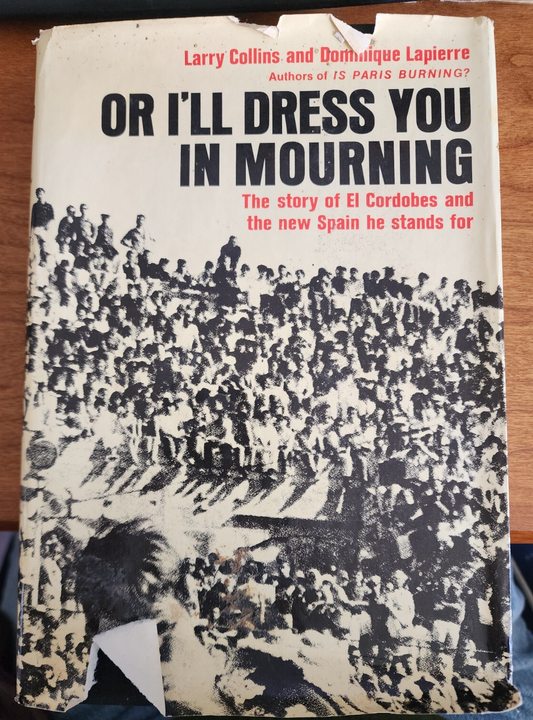 Larry Collins and Dominique Lapierre
Authors of IS PARIS BURNING?
OR I'LL DRESS YOU
IN MOURNING
The story of El Cordobes and
the new Spain he stands for